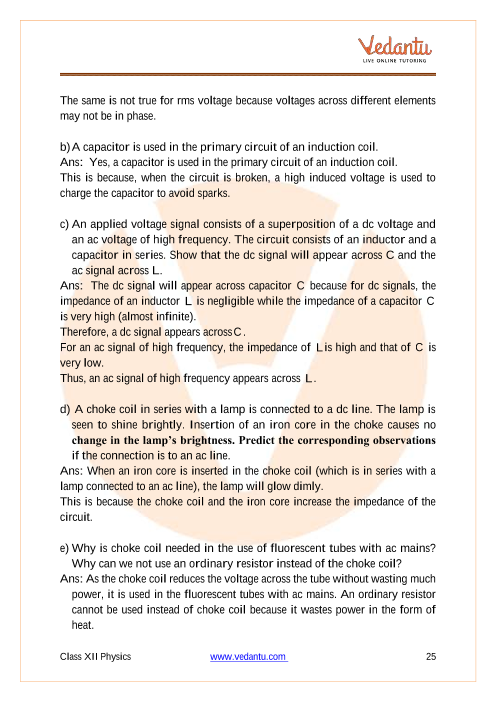 Vedantu
LIVE ONLINE TUTORING
The same is not true for rms voltage because voltages across different elements
may not be in phase.
b) A capacitor is used in the primary circuit of an induction coil.
Ans: Yes, a capacitor is used in the primary circuit of an induction coil.
This is because, when the circuit is broken, a high induced voltage is used to
charge the capacitor to avoid sparks.
c) An applied voltage signal consists of a superposition of a dc voltage and
an ac voltage of high frequency. The circuit consists of an inductor and a
capacitor in series. Show that the dc signal will appear across C and the
ac signal across L.
Ans: The dc signal will appear across capacitor C because for dc signals, the
impedance of an inductor L is negligible while the impedance of a capacitor C
is very high (almost infinite).
Therefore, a dc signal appears across C.
For an ac signal of high frequency, the impedance of L is high and that of C is
very low.
Thus, an ac signal of high frequency appears across L.
d) A choke coil in series with a lamp is connected to a dc line. The lamp is
seen to shine brightly. Insertion of an iron core in the choke causes no
change in the lamp's brightness. Predict the corresponding observations
if the connection is to an ac line.
Ans: When an iron core is inserted in the choke coil (which is in series with a
lamp connected to an ac line), the lamp will glow dimly.
This is because the choke coil and the iron core increase the impedance of the
circuit.
e) Why is choke coil needed in the use of fluorescent tubes with ac mains?
Why can we not use an ordinary resistor instead of the choke coil?
Ans: As the choke coil reduces the voltage across the tube without wasting much
power, it is used in the fluorescent tubes with ac mains. An ordinary resistor
cannot be used instead of choke coil because it wastes power in the form of
heat.
Class XII Physics www.vedantu.com 25